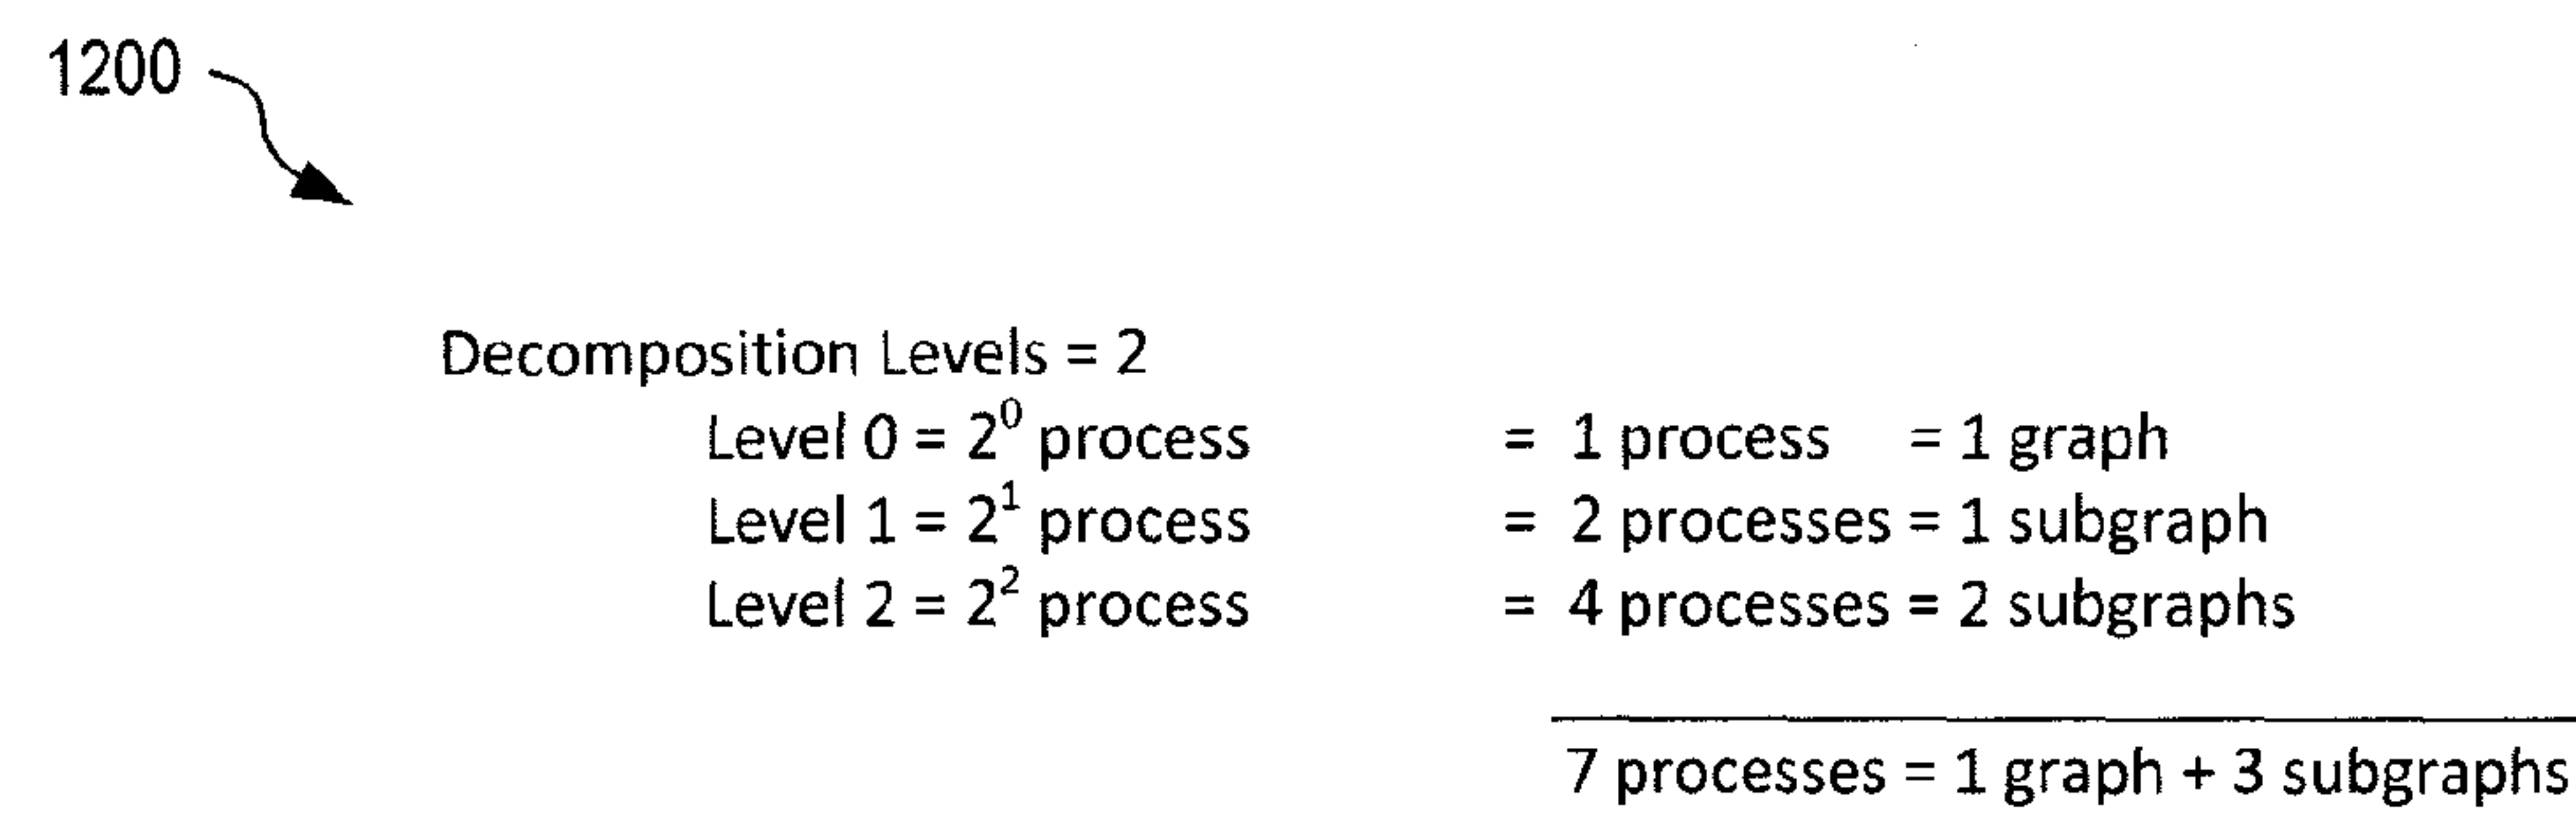 1200
Decomposition Levels = 2
Level 0 = 2⁰ process = 1 process = 1 graph
Level 1 = 2¹ process = 2 processes = 1 subgraph
Level 2 = 2² process = 4 processes = 2 subgraphs
7 processes = 1 graph + 3 subgraphs